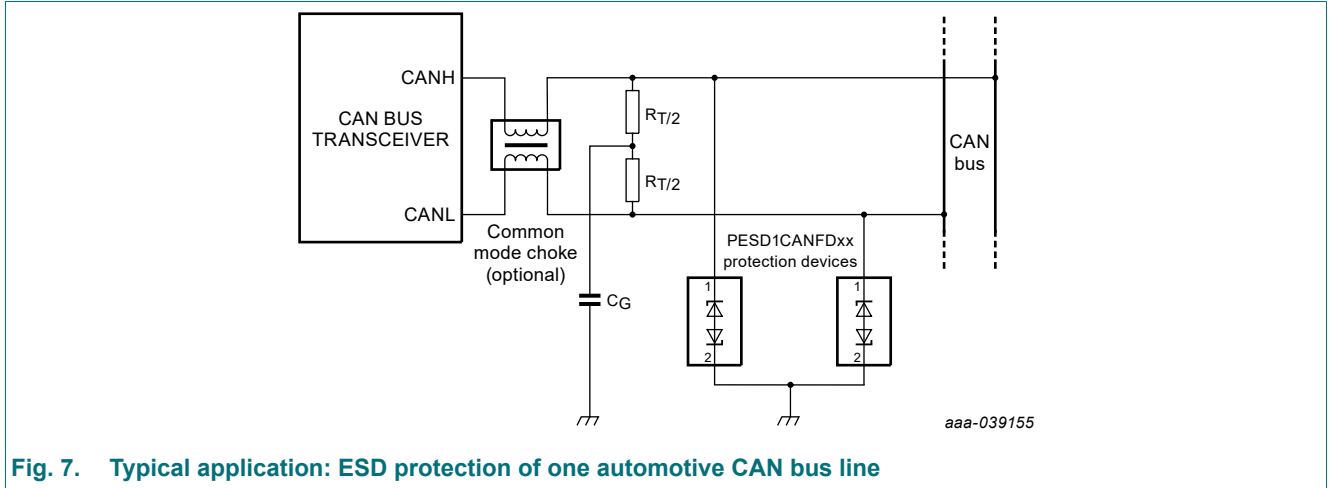 CANH
CAN BUS
TRANSCEIVER
CANL
Common
mode choke
(optional)
RT/2
RT/2
CG
PESD1CANFDxx
protection devices
1
2
1
2
CAN
bus
aaa-039155
Fig. 7. Typical application: ESD protection of one automotive CAN bus line